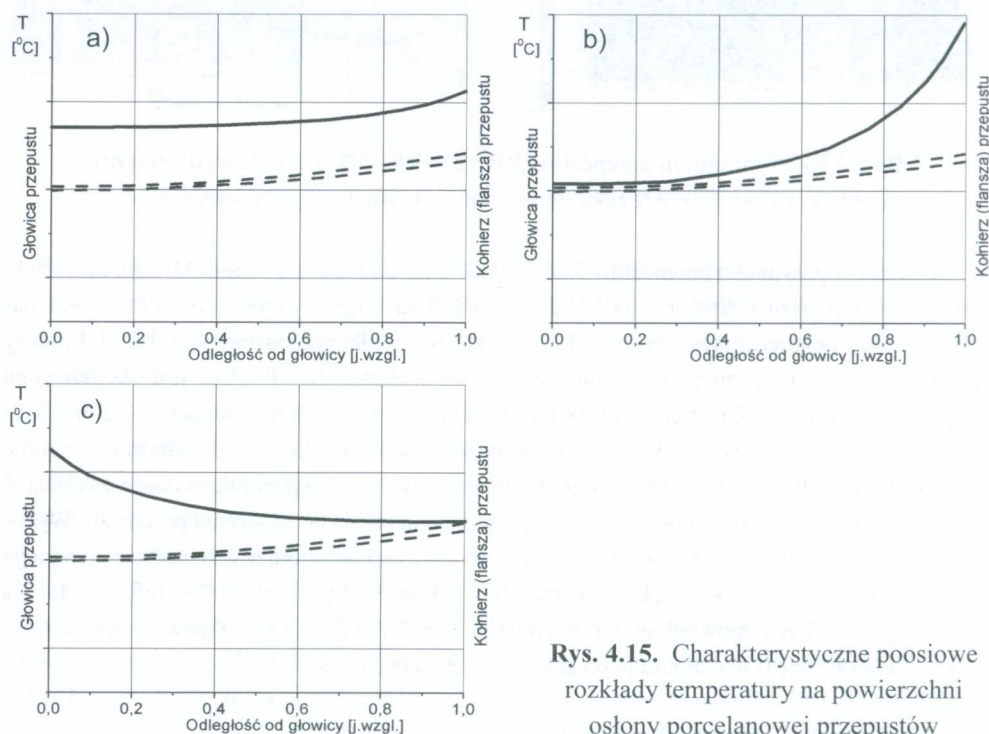 T
[°C]
a)
Głowica przepustu
Kołnierz (flansza) przepustu
0,0 0,2 0,4 0,6 0,8 1,0
Odległość od głowicy [j.wzgl.]
T
[°C]
b)
Głowica przepustu
Kołnierz (flansza) przepustu
0,0 0,2 0,4 0,6 0,8 1,0
Odległość od głowicy [j.wzgl.]
T
[°C]
c)
Głowica przepustu
Kołnierz (flansza) przepustu
0,0 0,2 0,4 0,6 0,8 1,0
Odległość od głowicy [j.wzgl.]
Rys. 4.15. Charakterystyczne poosiowe
rozkłady temperatury na powierzchni
osłony porcelanowej przepustów